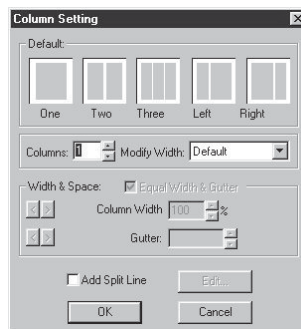 Column Setting
Default:
One Two Three Left Right
Columns: 1 Modify Width: Default
Width & Space: Equal Width & Gutter
Column Width 100 %
Gutter:
Add Split Line Edit...
OK Cancel